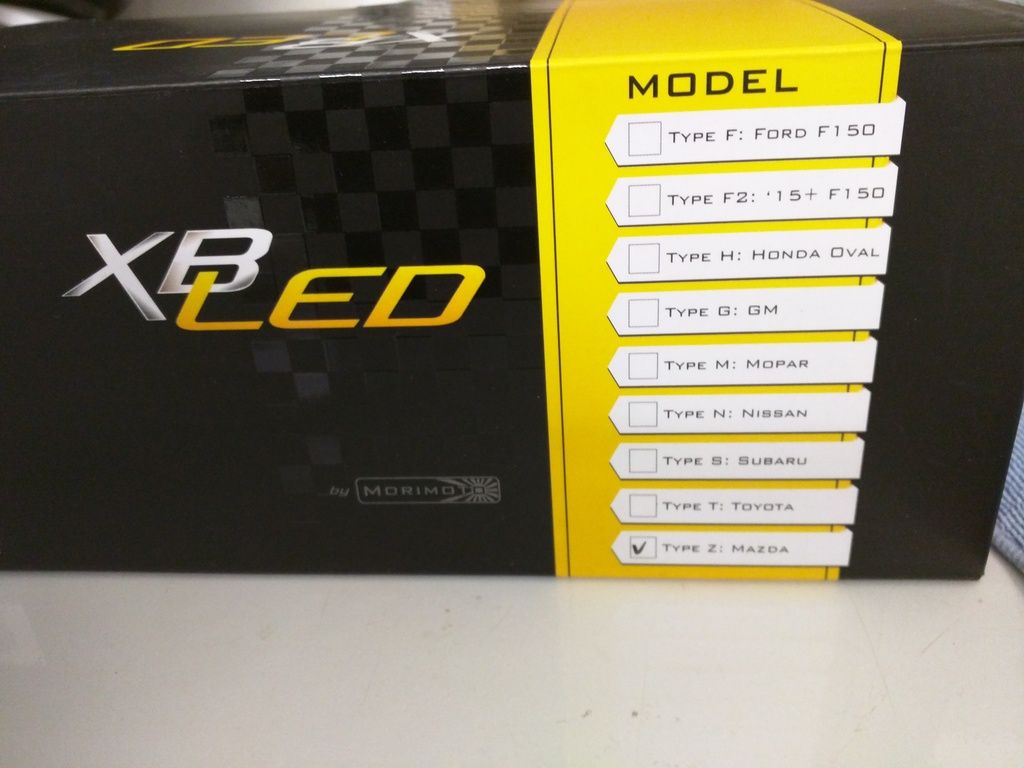 XB LED
by MORIMOTO
MODEL
TYPE F: FORD F150
TYPE F2: '15+ F150
TYPE H: HONDA OVAL
TYPE G: GM
TYPE M: MOPAR
TYPE N: NISSAN
TYPE S: SUBARU
TYPE T: TOYOTA
TYPE Z: MAZDA